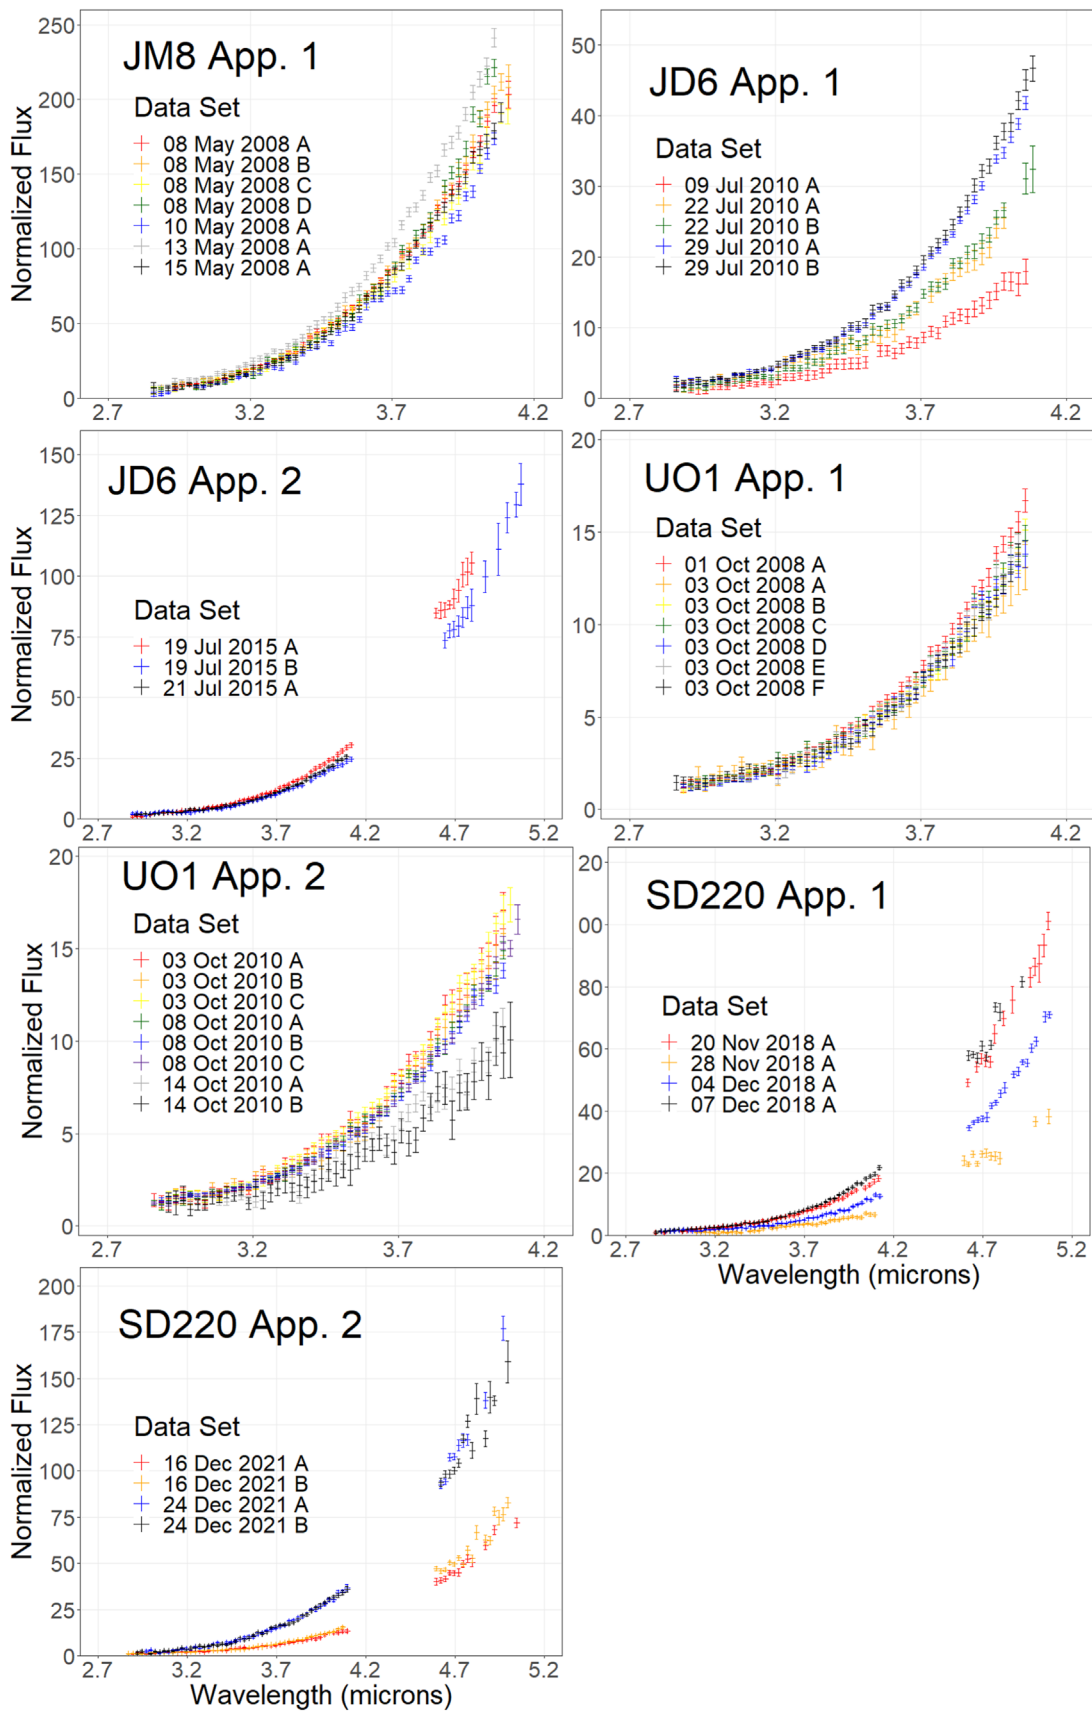 JM8 App. 1
Data Set
08 May 2008 A
08 May 2008 B
08 May 2008 C
08 May 2008 D
10 May 2008 A
13 May 2008 A
15 May 2008 A
Normalized Flux
250
200
150
100
50
0
2.7 3.2 3.7 4.2
JD6 App. 1
Data Set
09 Jul 2010 A
22 Jul 2010 A
22 Jul 2010 B
29 Jul 2010 A
29 Jul 2010 B
50
40
30
20
10
0
2.7 3.2 3.7 4.2
JD6 App. 2
Data Set
19 Jul 2015 A
19 Jul 2015 B
21 Jul 2015 A
Normalized Flux
150
125
100
75
50
25
0
2.7 3.2 3.7 4.2 4.7 5.2
UO1 App. 1
Data Set
01 Oct 2008 A
03 Oct 2008 A
03 Oct 2008 B
03 Oct 2008 C
03 Oct 2008 D
03 Oct 2008 E
03 Oct 2008 F
20
15
10
5
0
2.7 3.2 3.7 4.2
UO1 App. 2
Data Set
03 Oct 2010 A
03 Oct 2010 B
03 Oct 2010 C
08 Oct 2010 A
08 Oct 2010 B
08 Oct 2010 C
14 Oct 2010 A
14 Oct 2010 B
Normalized Flux
20
15
10
5
0
2.7 3.2 3.7 4.2
SD220 App. 1
Data Set
20 Nov 2018 A
28 Nov 2018 A
04 Dec 2018 A
07 Dec 2018 A
20
00
80
60
40
20
0
2.7 3.2 3.7 4.2 4.7 5.2
Wavelength (microns)
SD220 App. 2
Data Set
16 Dec 2021 A
16 Dec 2021 B
24 Dec 2021 A
24 Dec 2021 B
Normalized Flux
200
175
150
125
100
75
50
25
0
2.7 3.2 3.7 4.2 4.7 5.2
Wavelength (microns)